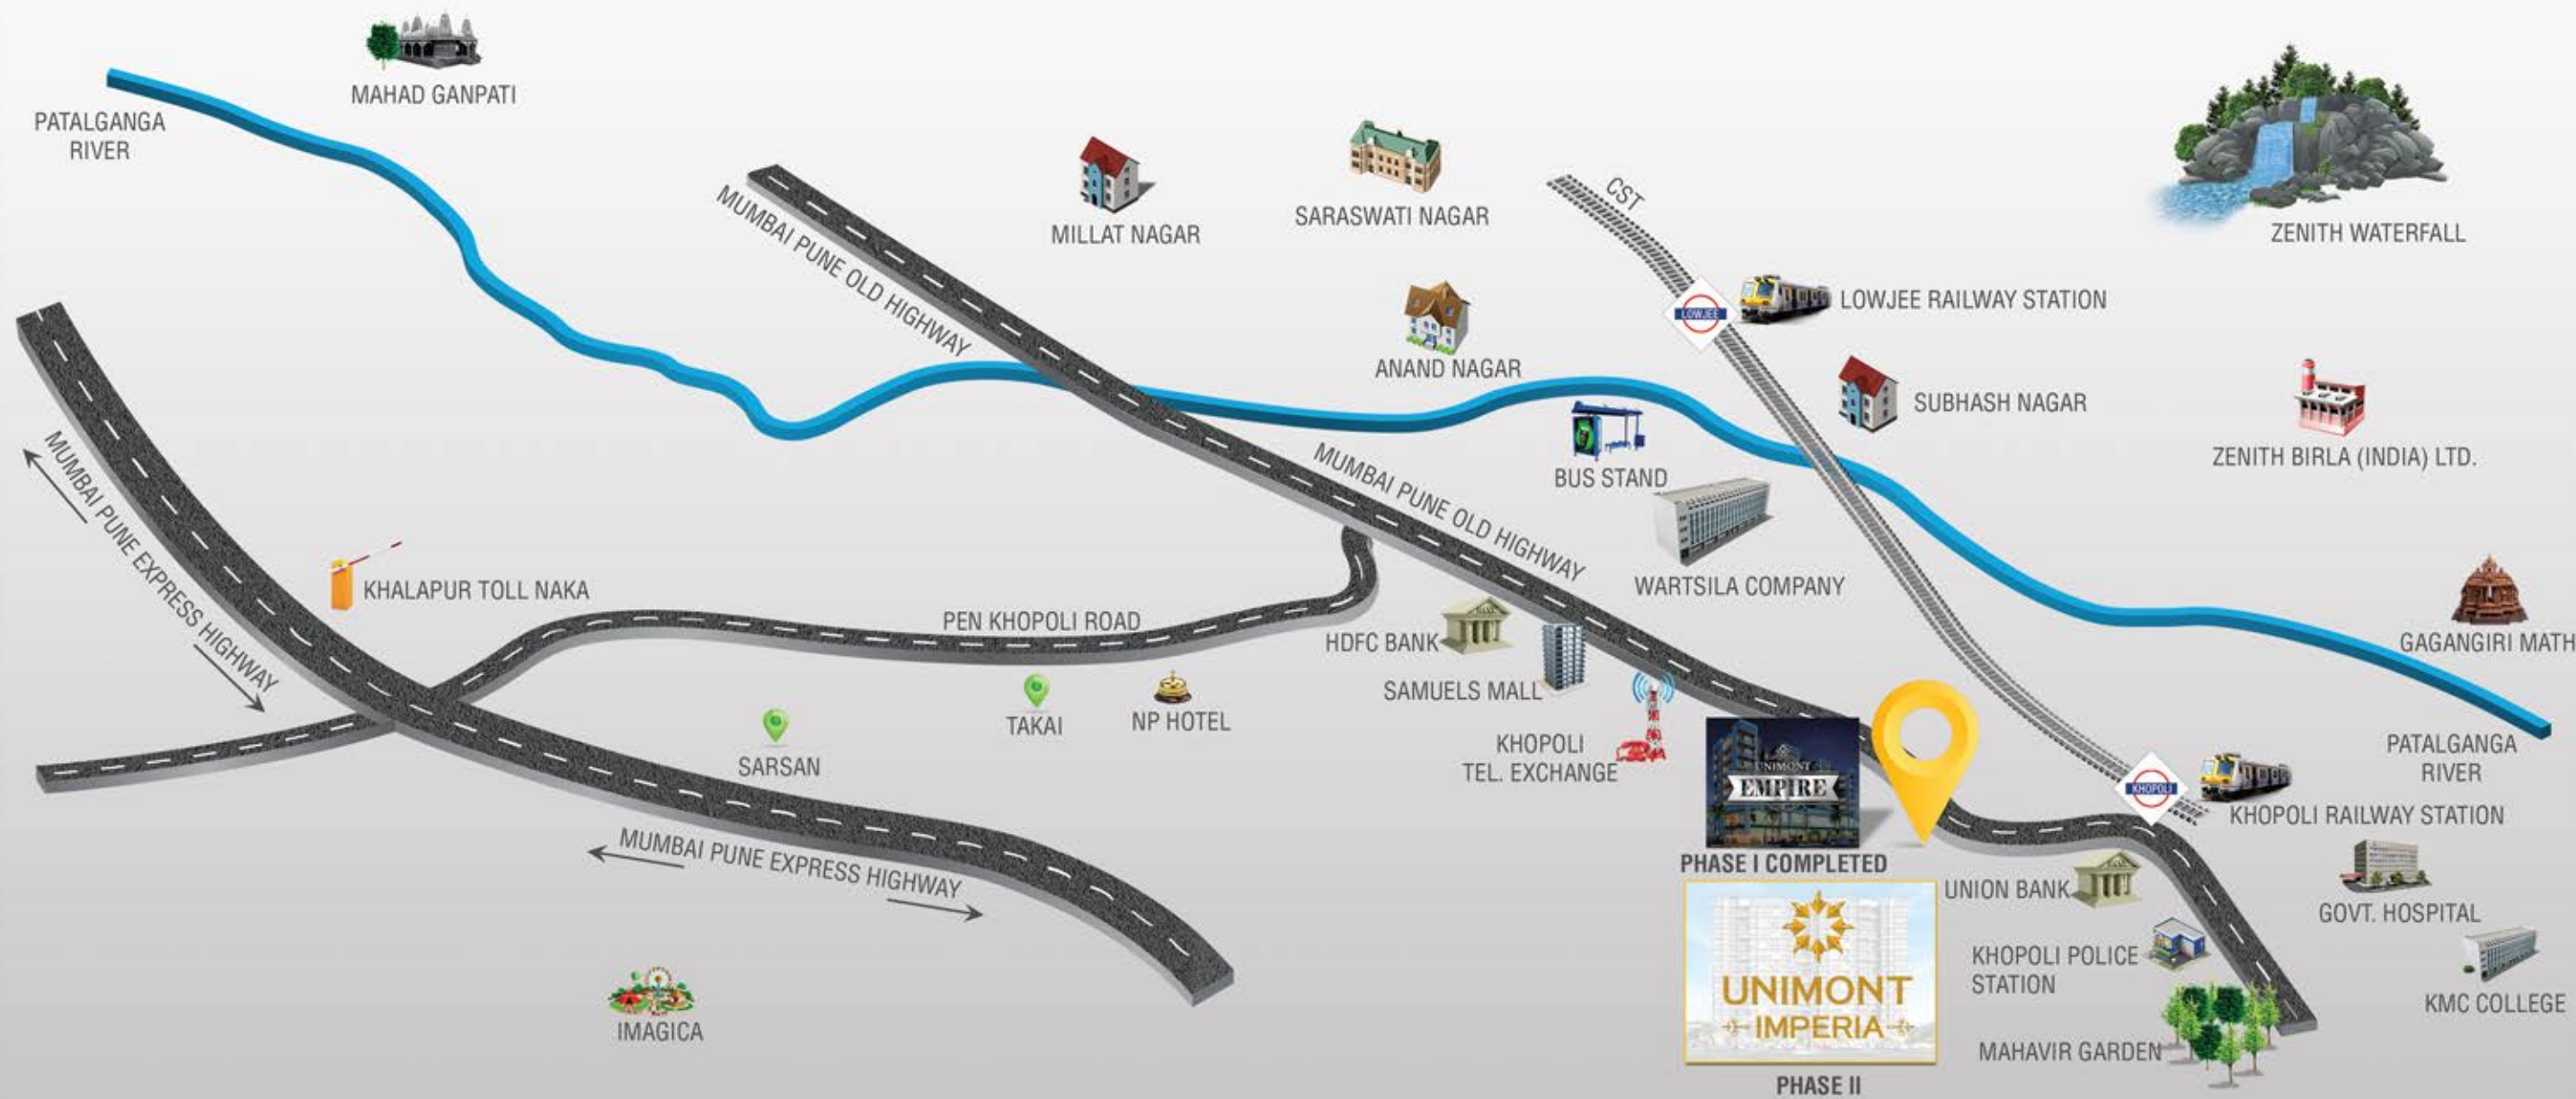 MAHAD GANPATI
PATALGANGA
RIVER
MUMBAI PUNE OLD HIGHWAY
MILLAT NAGAR
SARASWATI NAGAR
CST
ZENITH WATERFALL
LOWJEE
LOWJEE RAILWAY STATION
ANAND NAGAR
SUBHASH NAGAR
BUS STAND
ZENITH BIRLA (INDIA) LTD.
MUMBAI PUNE OLD HIGHWAY
WARTSILA COMPANY
MUMBAI PUNE EXPRESS HIGHWAY
KHALAPUR TOLL NAKA
PEN KHOPOLI ROAD
HDFC BANK
GAGANGIRI MATH
SAMUELS MALL
TAKAI
NP HOTEL
SARSAN
KHOPOLI
TEL. EXCHANGE
PATALGANGA
RIVER
UNIMONT
EMPIRE
PHASE I COMPLETED
KHOPOLI
KHOPOLI RAILWAY STATION
MUMBAI PUNE EXPRESS HIGHWAY
UNION BANK
GOVT. HOSPITAL
KHOPOLI POLICE
STATION
KMC COLLEGE
UNIMONT
IMPERIA
IMAGICA
MAHAVIR GARDEN
PHASE II